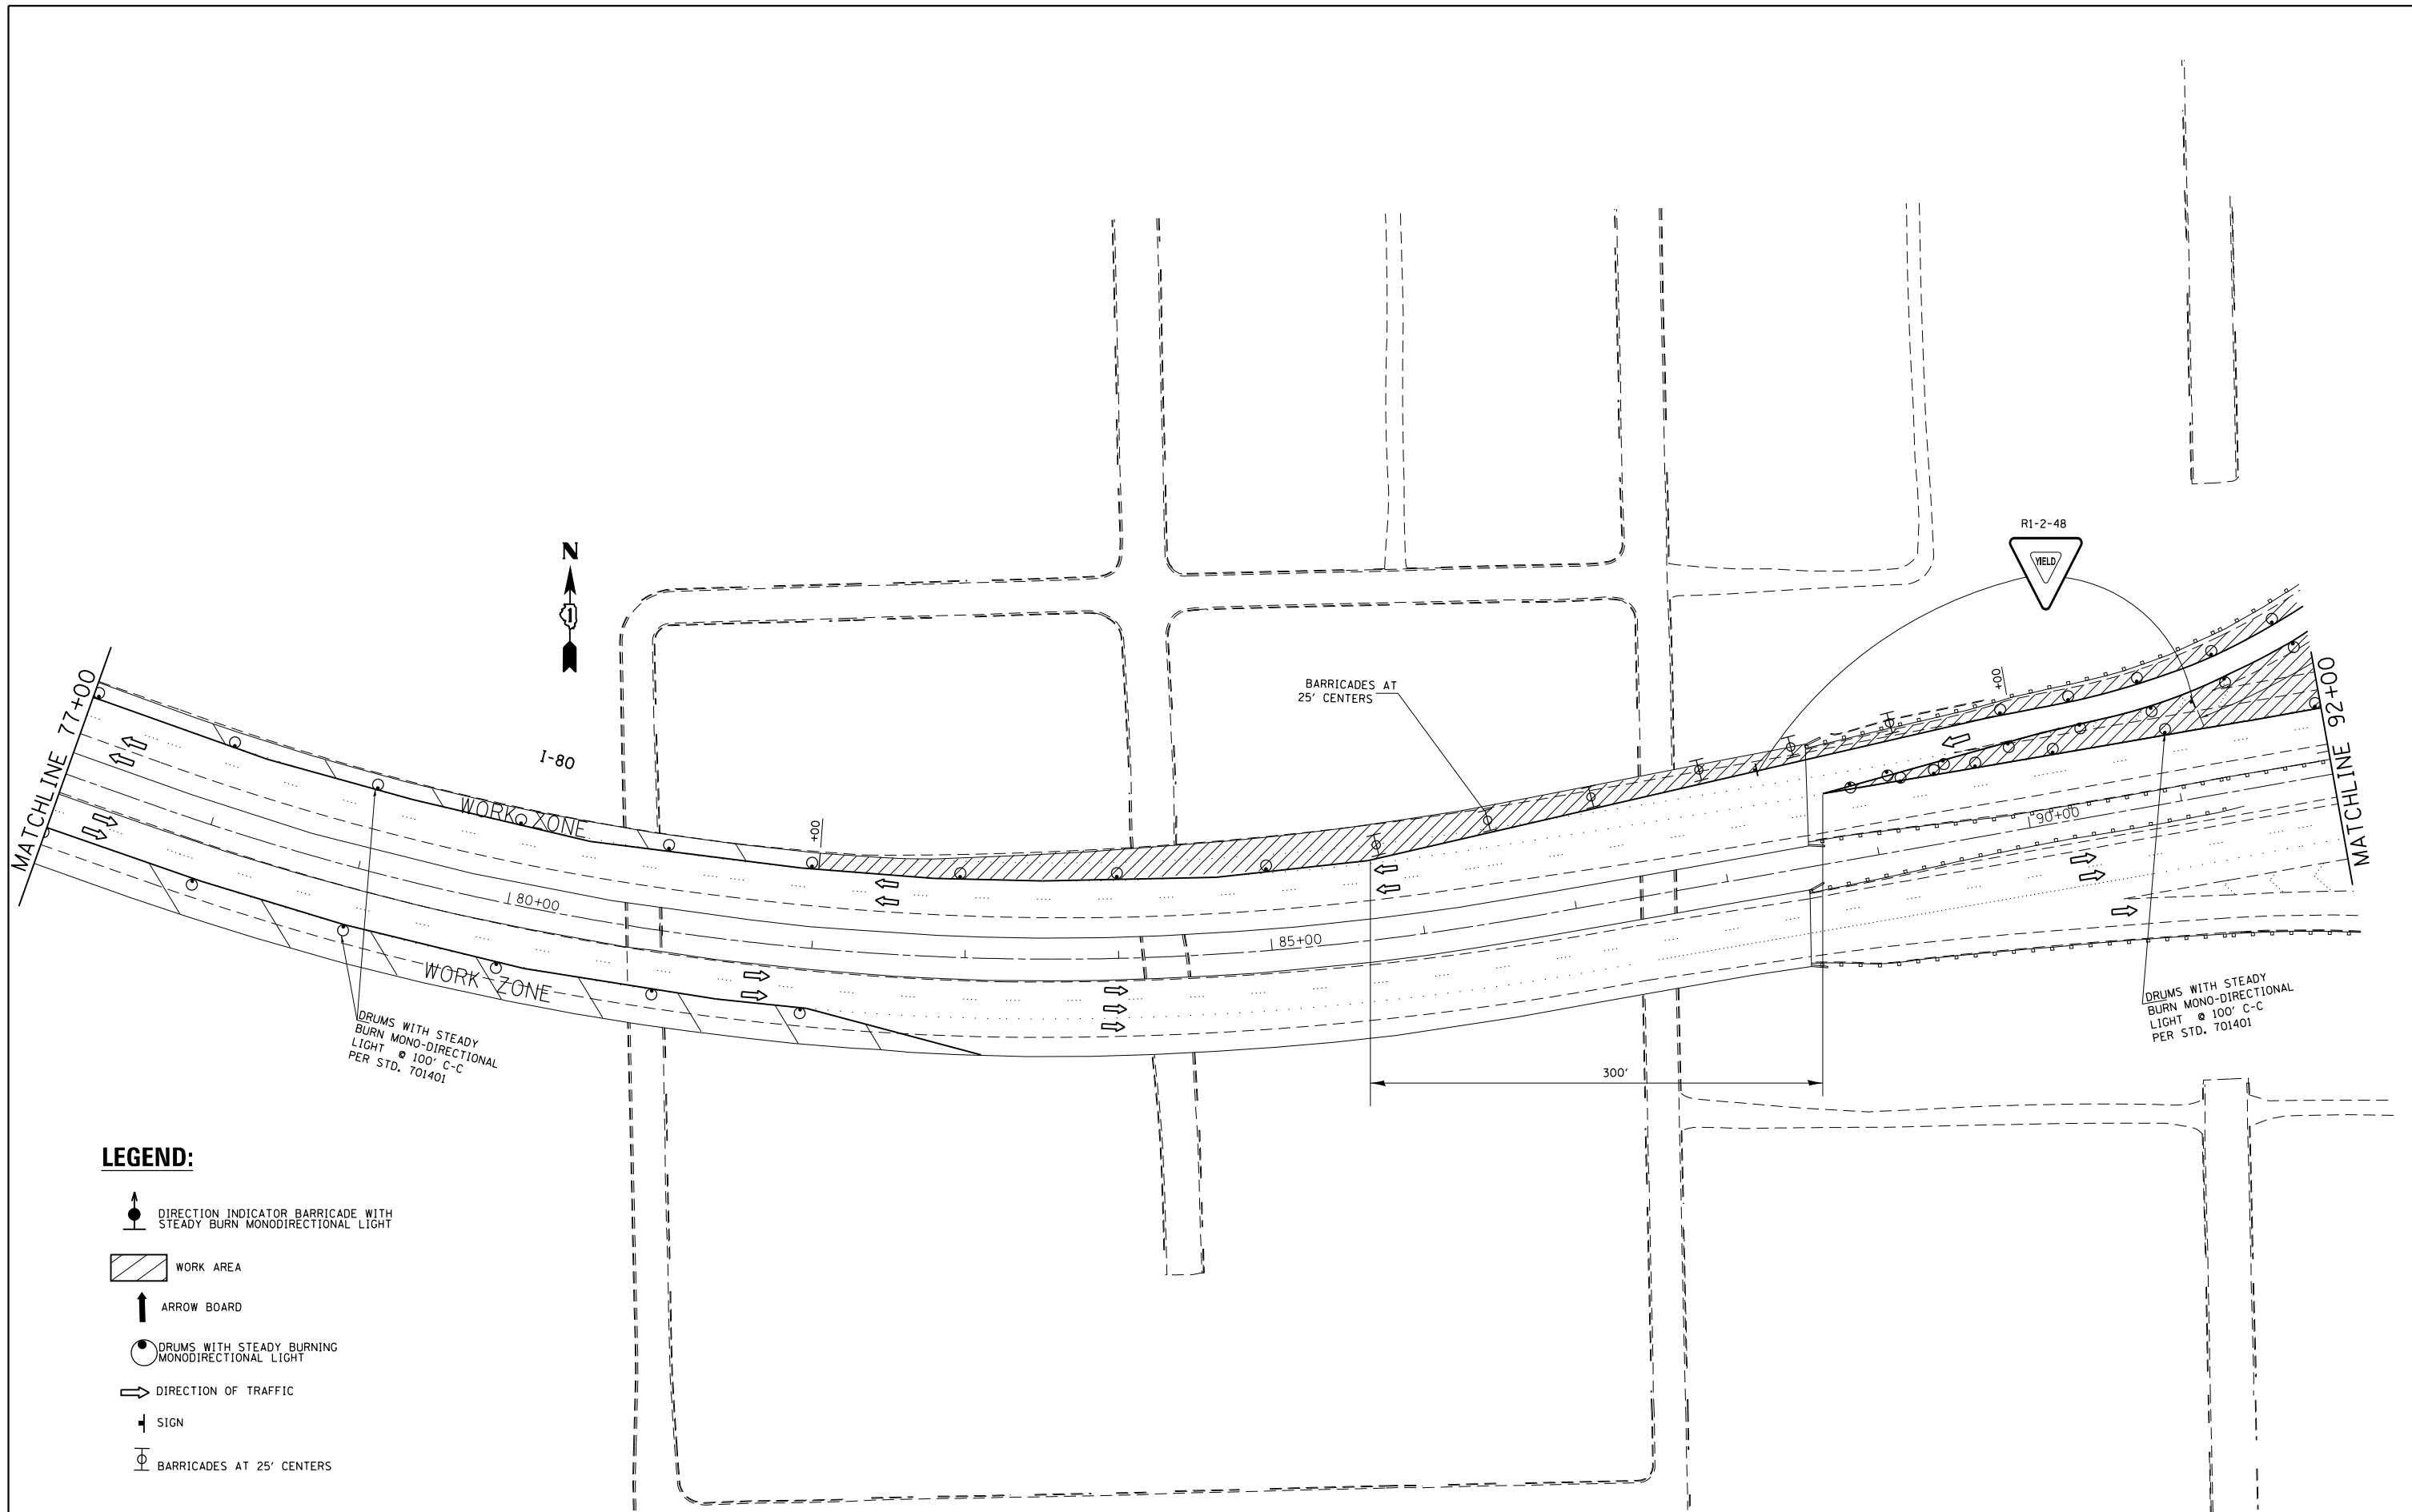 R1-2-48
YIELD
N
1
BARRICADES AT
25' CENTERS
+00
MATCHLINE 77+00
I-80
WORK ZONE
+00
MATCHLINE 92+00
90+00
80+00
85+00
WORK ZONE
DRUMS WITH STEADY
BURN MONO-DIRECTIONAL
LIGHT @ 100' C-C
PER STD. 701401
DRUMS WITH STEADY
BURN MONO-DIRECTIONAL
LIGHT @ 100' C-C
PER STD. 701401
300'
LEGEND:
DIRECTION INDICATOR BARRICADE WITH
STEADY BURN MONODIRECTIONAL LIGHT
WORK AREA
ARROW BOARD
DRUMS WITH STEADY BURNING
MONODIRECTIONAL LIGHT
DIRECTION OF TRAFFIC
SIGN
BARRICADES AT 25' CENTERS